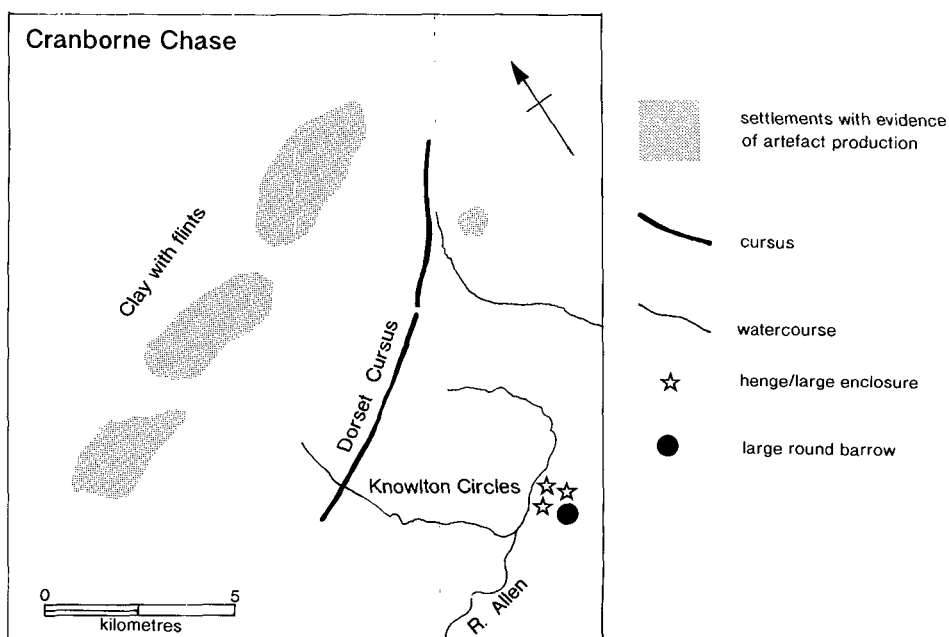 Cranborne Chase
Clay with flints
Dorset Cursus
Knowlton Circles
R. Allen
0 5
kilometres
settlements with evidence
of artefact production
cursus
watercourse
henge/large enclosure
large round barrow